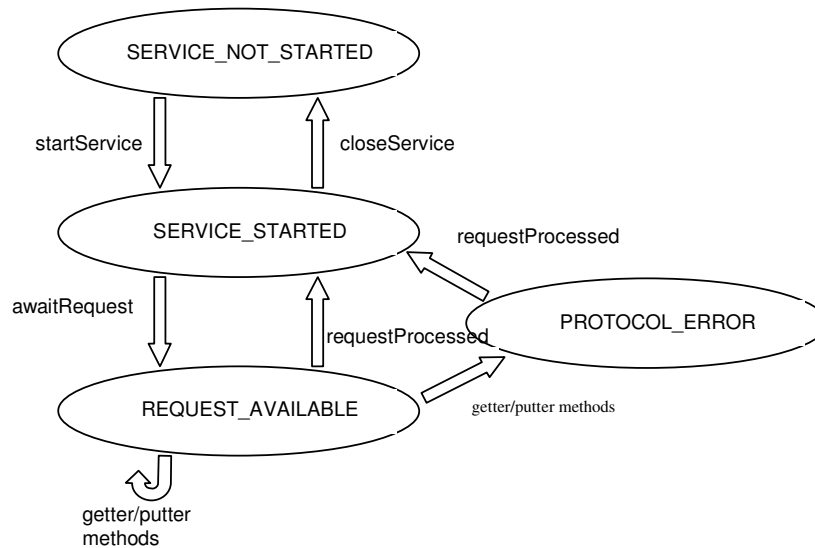 SERVICE_NOT_STARTED
startService
closeService
SERVICE_STARTED
requestProcessed
awaitRequest
requestProcessed
PROTOCOL_ERROR
REQUEST_AVAILABLE
getter/putter methods
getter/putter
methods